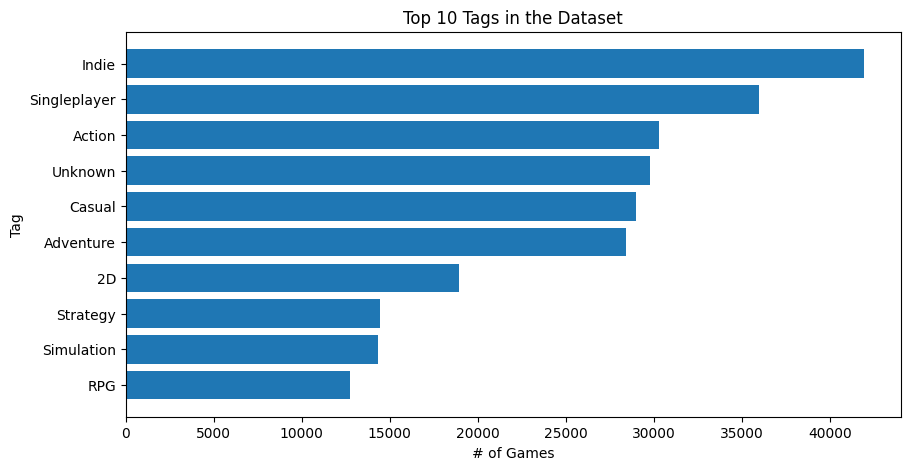 Top 10 Tags in the Dataset
Tag
Indie
Singleplayer
Action
Unknown
Casual
Adventure
2D
Strategy
Simulation
RPG
0 5000 10000 15000 20000 25000 30000 35000 40000
# of Games